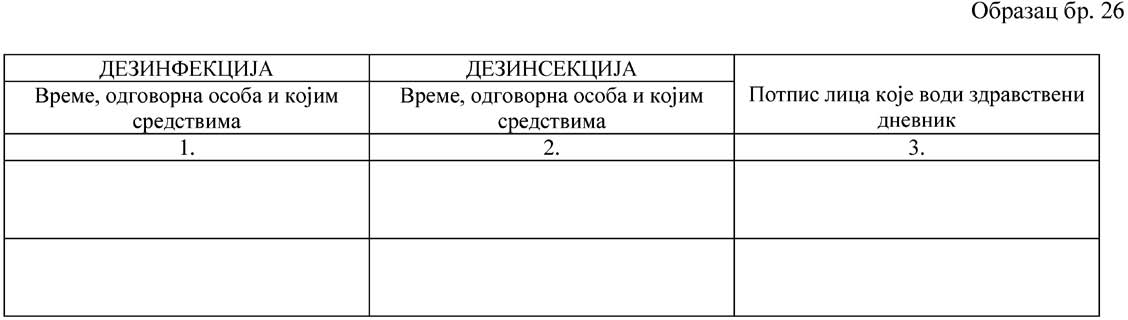 Образац бр. 26
ДЕЗИНФЕКЦИЈА
ДЕЗИНСЕКЦИЈА
Време, одговорна особа и којим
средствима
Време, одговорна особа и којим
средствима
Потпис лица које води здравствени
дневник
1.
2.
3.